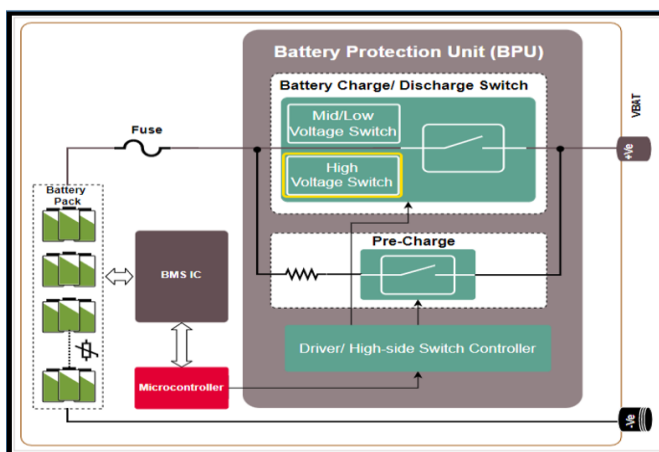 Battery Protection Unit (BPU)
Battery Charge/ Discharge Switch
Mid/Low
Voltage Switch
High
Voltage Switch
Fuse
VBAT
+Ve
Battery
Pack
BMS IC
Pre-Charge
Driver/ High-side Switch Controller
Microcontroller
-Ve